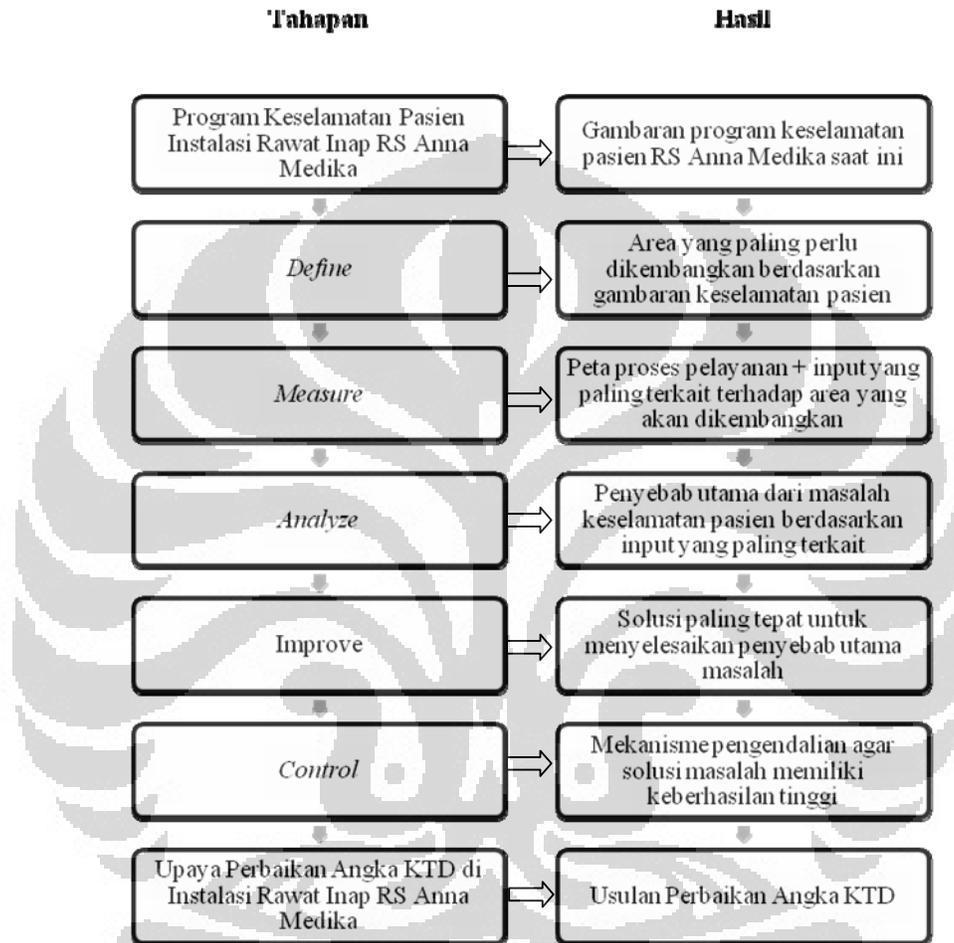 Tahapan
Hasil
Program Keselamatan Pasien
Instalasi Rawat Inap RS Anna
Medika
Gambaran program keselamatan
pasien RS Anna Medika saat ini
Define
Area yang paling perlu
dikembangkan berdasarkan
gambaran keselamatan pasien
Measure
Peta proses pelayanan + input yang
paling terkait terhadap area yang
akan dikembangkan
Analyze
Penyebab utama dari masalah
keselamatan pasien berdasarkan
input yang paling terkait
Improve
Solusi paling tepat untuk
menyelesaikan penyebab utama
masalah
Control
Mekanisme pengendalian agar
solusi masalah memiliki
keberhasilan tinggi
Upaya Perbaikan Angka KTD di
Instalasi Rawat Inap RS Anna
Medika
Usulan Perbaikan Angka KTD